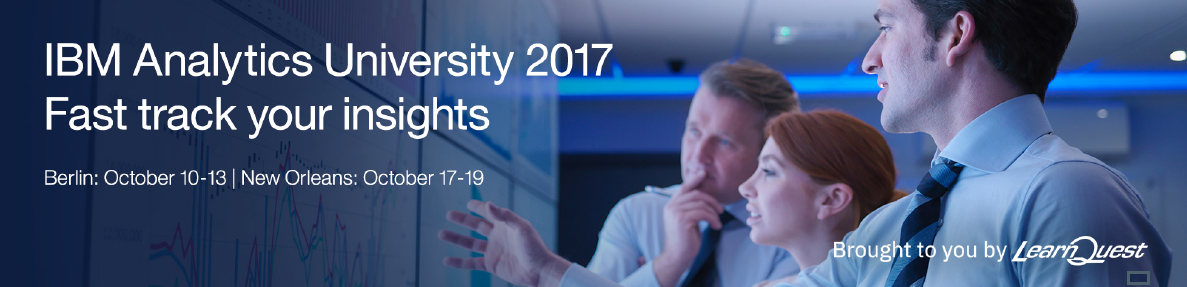 IBM Analytics University 2017
Fast track your insights
Berlin: October 10-13 | New Orleans: October 17-19
Brought to you by LearnQuest